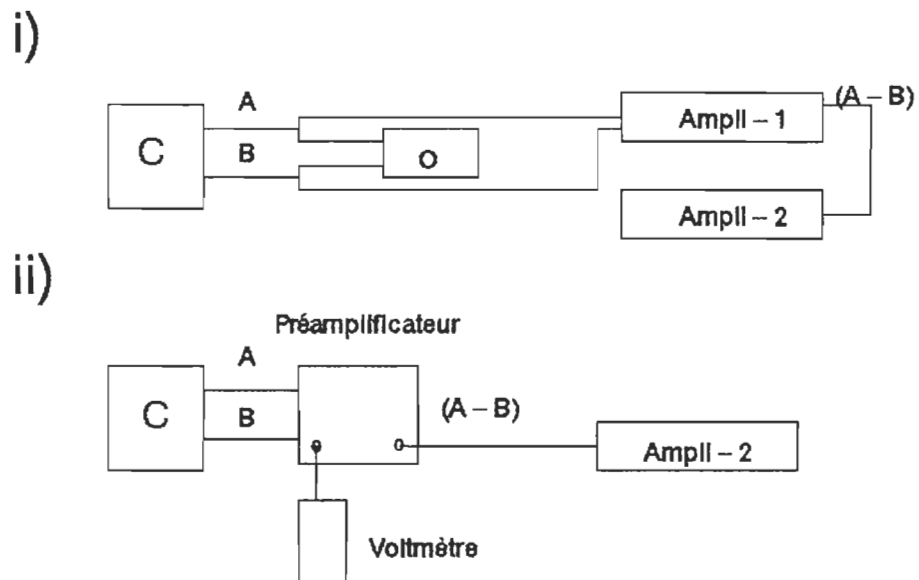 i)
A
(A – B)
C
Ampli – 1
B
O
Ampli – 2
ii)
Préamplificateur
A
(A – B)
C
B
Ampli – 2
Voltmètre